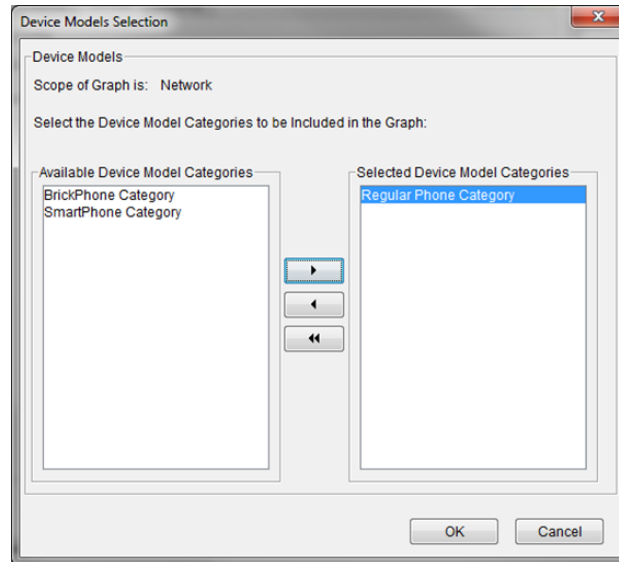 Device Models Selection
Device Models
Scope of Graph is: Network
Select the Device Model Categories to be Included in the Graph:
Available Device Model Categories
BrickPhone Category
SmartPhone Category
Selected Device Model Categories
Regular Phone Category
OK
Cancel